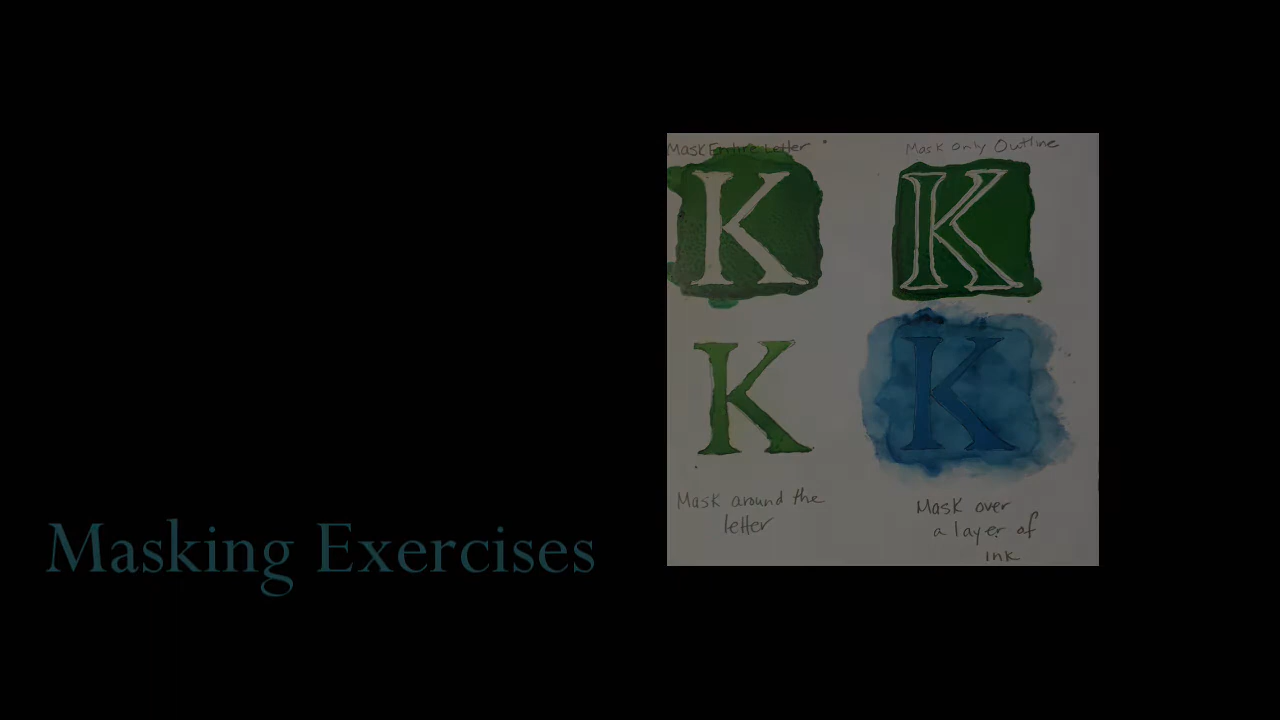 Mask Entire Letter
Mask Only Outline
K
K
K
K
Mask around the
letter
Mask over
a layer of
ink
Masking Exercises